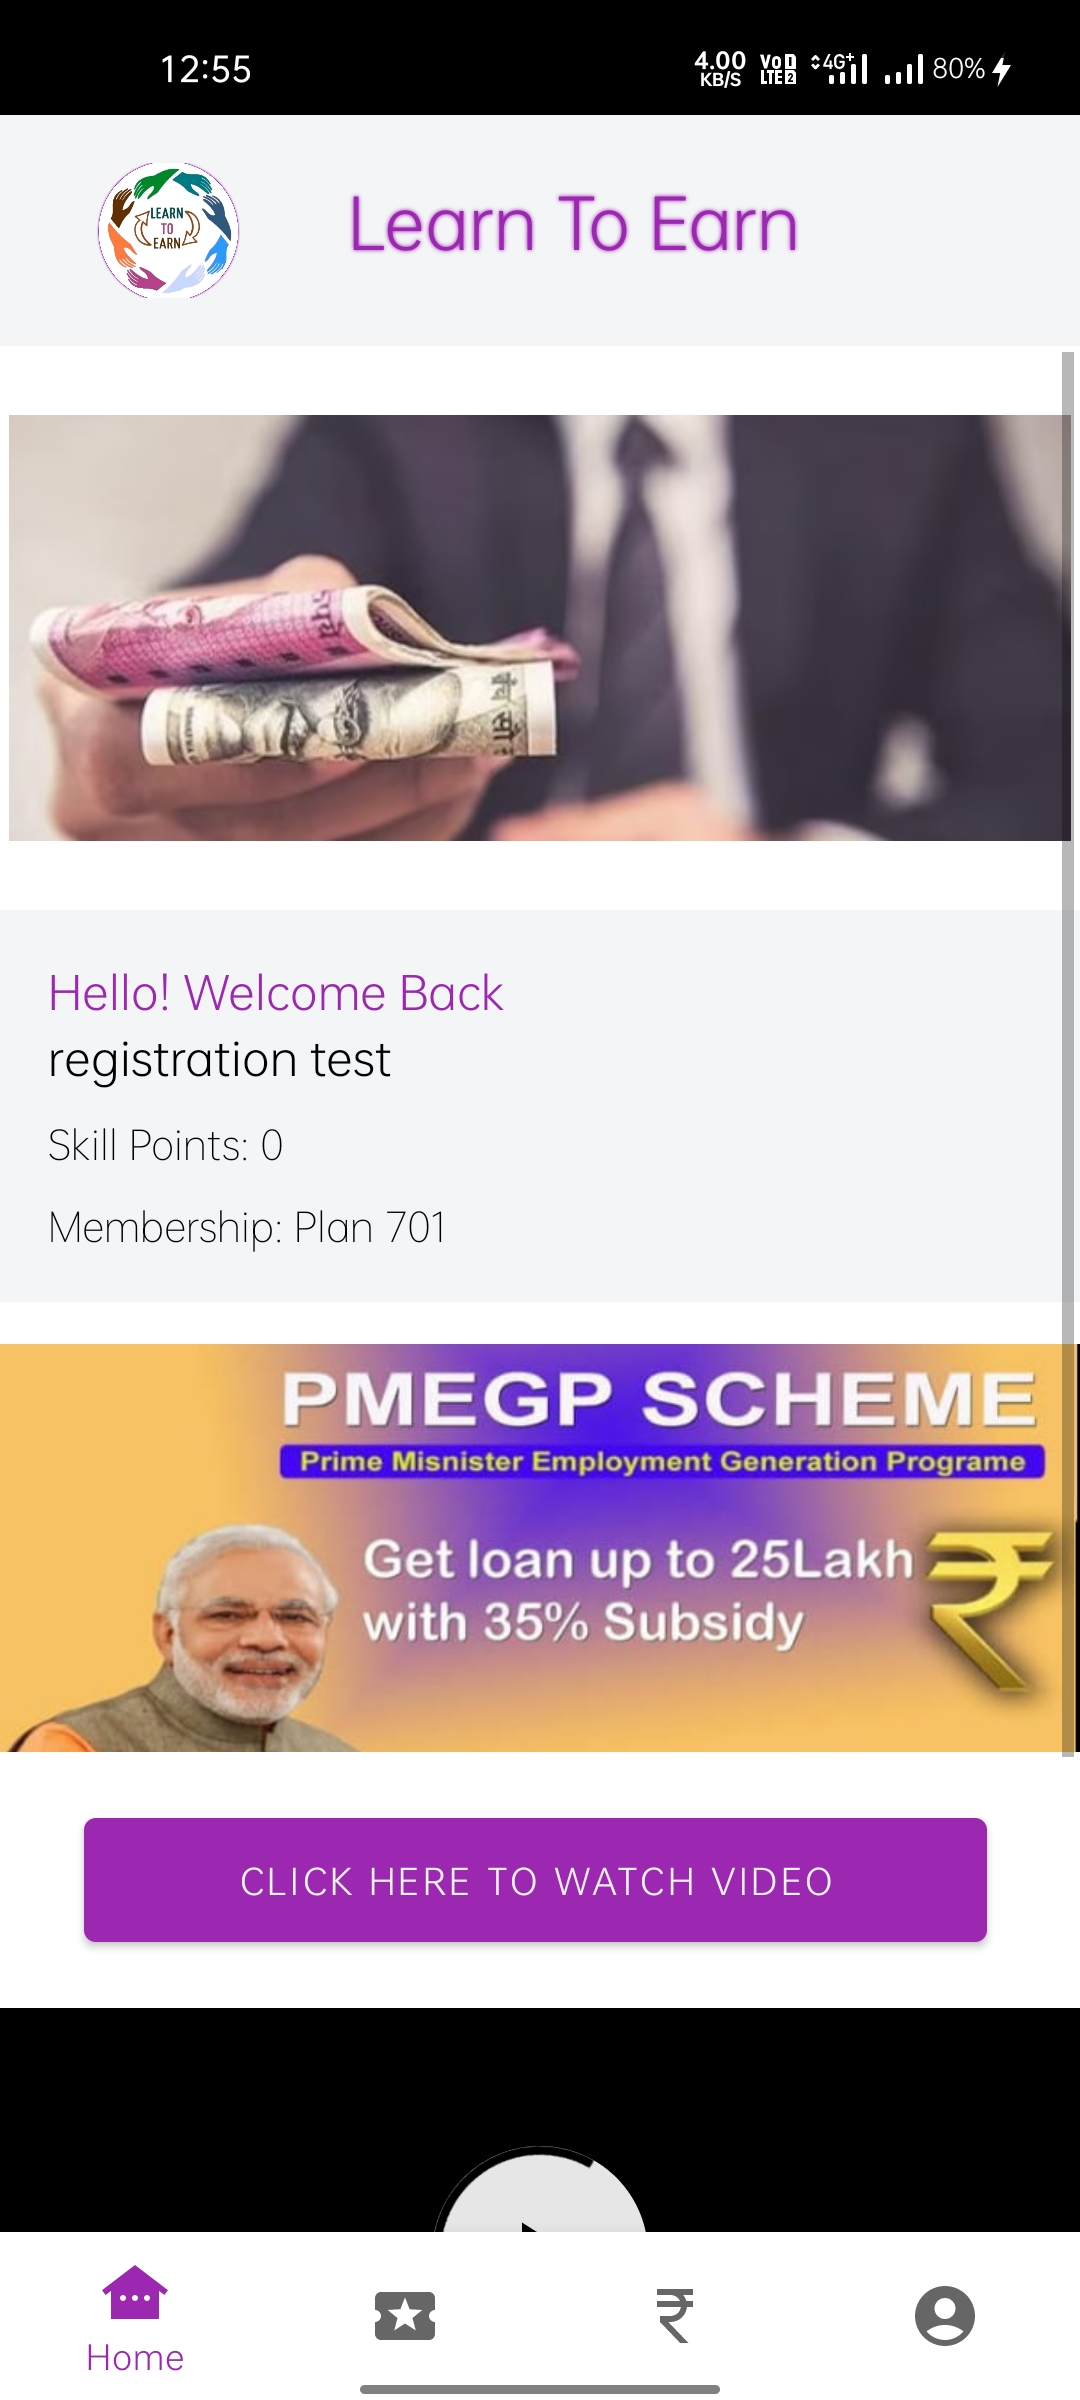 12:55
4.00
KB/S
Vo
LTE 2
4G+
80%
LEARN
TO
EARN
Learn To Earn
Hello! Welcome Back
registration test
Skill Points: 0
Membership: Plan 701
PMEGP SCHEME
Prime Misnister Employment Generation Programe
Get loan up to 25Lakh
with 35% Subsidy
₹
CLICK HERE TO WATCH VIDEO
₹
Home